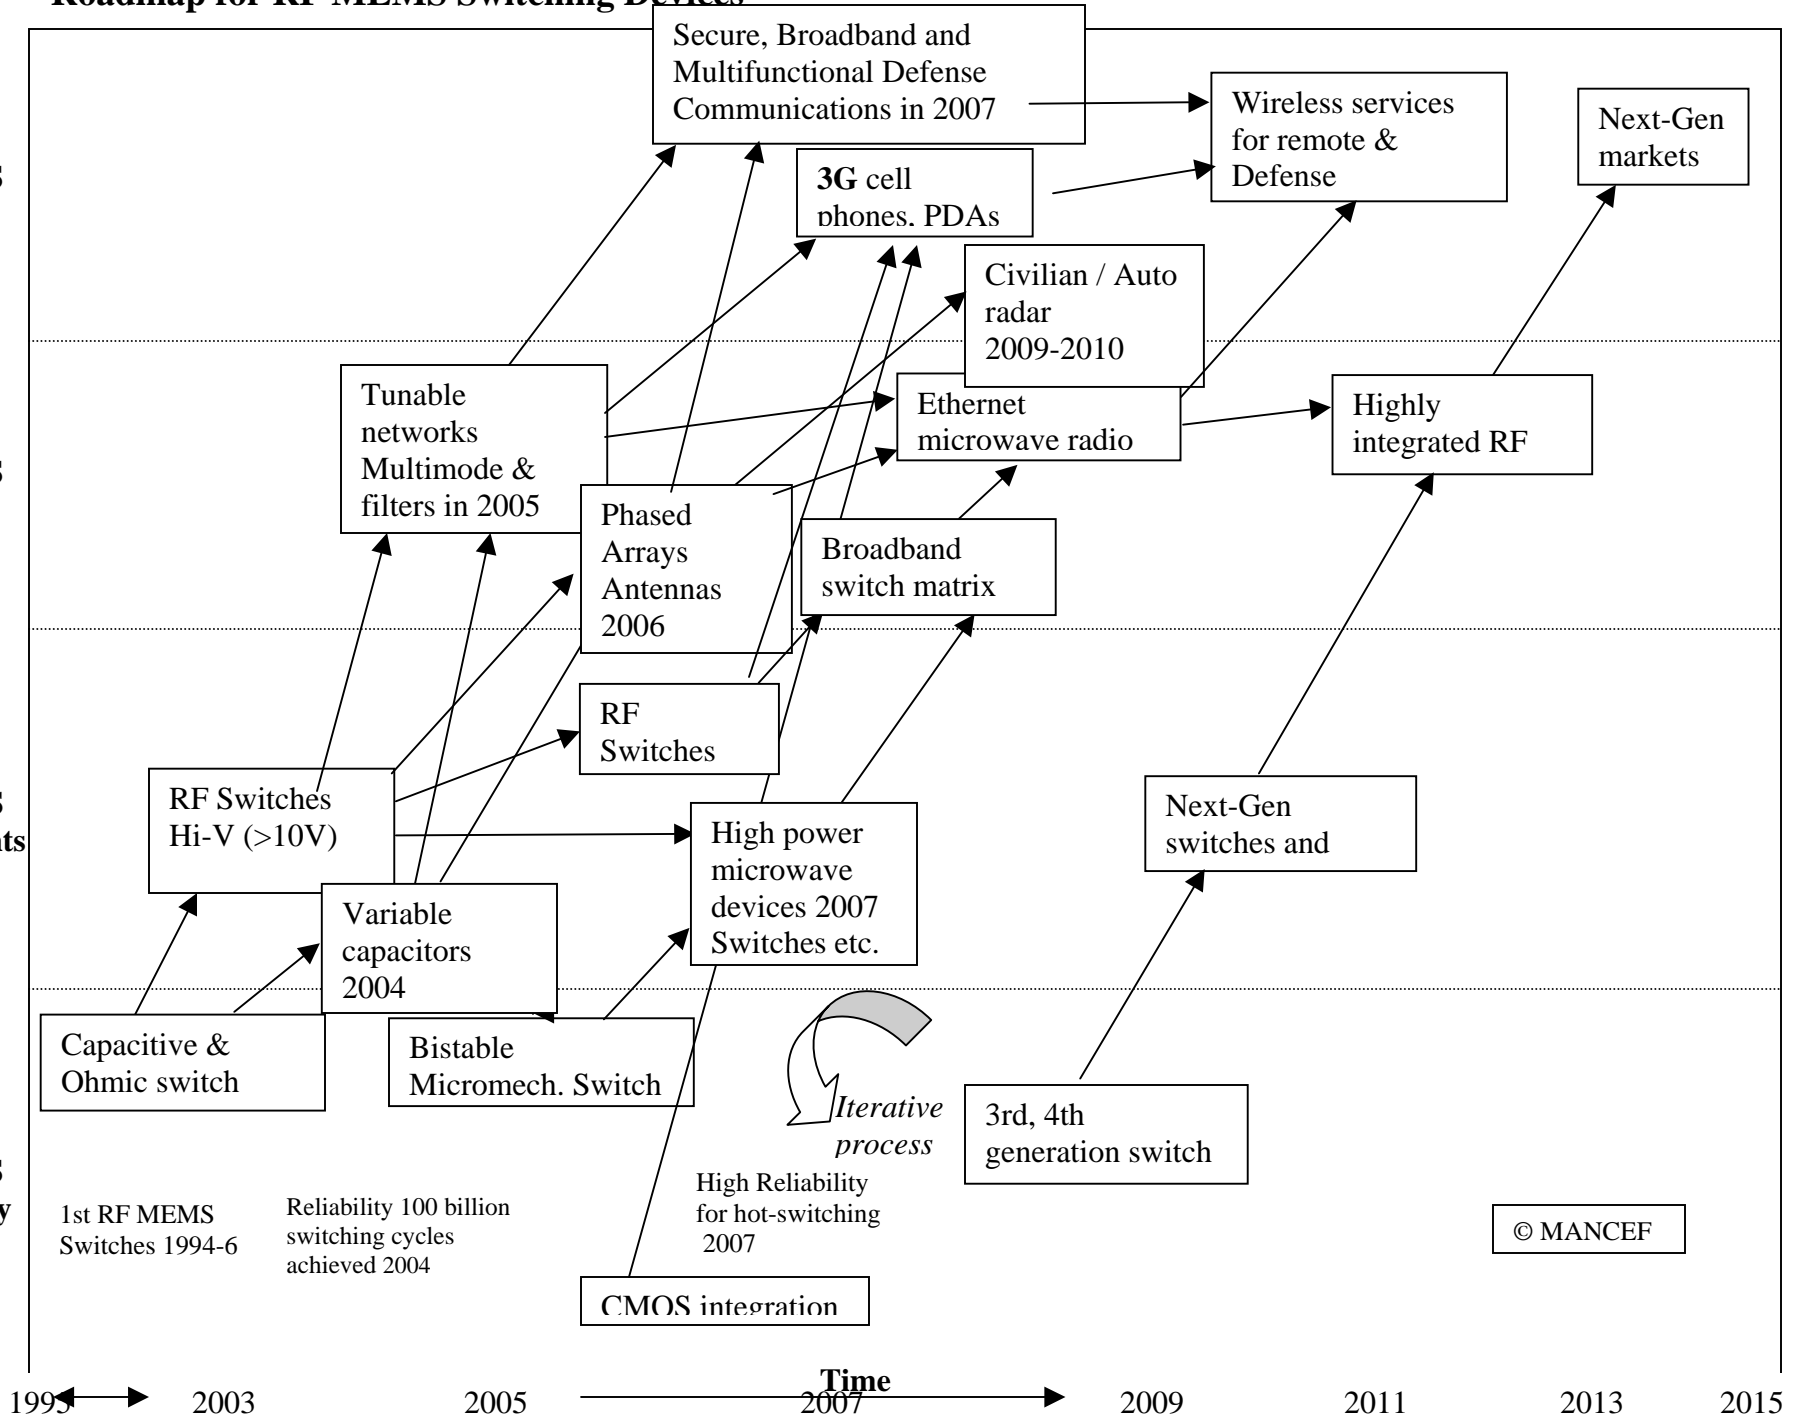 Roadmap for RF MEMS Switching Devices
Secure, Broadband and
Multifunctional Defense
Communications in 2007
Wireless services
for remote &
Defense
Next-Gen
markets
3G cell
phones, PDAs
Civilian / Auto
radar
2009-2010
Tunable
networks
Multimode &
filters in 2005
Ethernet
microwave radio
Highly
integrated RF
Phased
Arrays
Antennas
2006
Broadband
switch matrix
RF
Switches
RF Switches
Hi-V (>10V)
High power
microwave
devices 2007
Switches etc.
Next-Gen
switches and
Variable
capacitors
2004
Capacitive &
Ohmic switch
Bistable
Micromech. Switch
Iterative
process
3rd, 4th
generation switch
1st RF MEMS
Switches 1994-6
Reliability 100 billion
switching cycles
achieved 2004
High Reliability
for hot-switching
2007
© MANCEF
CMOS integration
Time
1995 2003 2005 2007 2009 2011 2013 2015